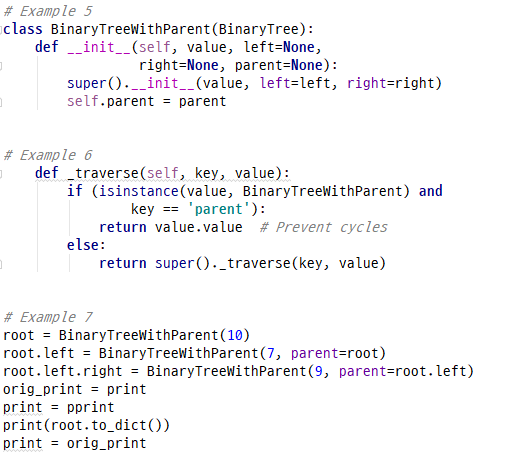 # Example 5
class BinaryTreeWithParent(BinaryTree):
    def __init__(self, value, left=None,
                 right=None, parent=None):
        super().__init__(value, left=left, right=right)
        self.parent = parent
# Example 6
    def _traverse(self, key, value):
        if (isinstance(value, BinaryTreeWithParent) and
                key == 'parent'):
            return value.value  # Prevent cycles
        else:
            return super()._traverse(key, value)
# Example 7
root = BinaryTreeWithParent(10)
root.left = BinaryTreeWithParent(7, parent=root)
root.left.right = BinaryTreeWithParent(9, parent=root.left)
orig_print = print
print = pprint
print(root.to_dict())
print = orig_print